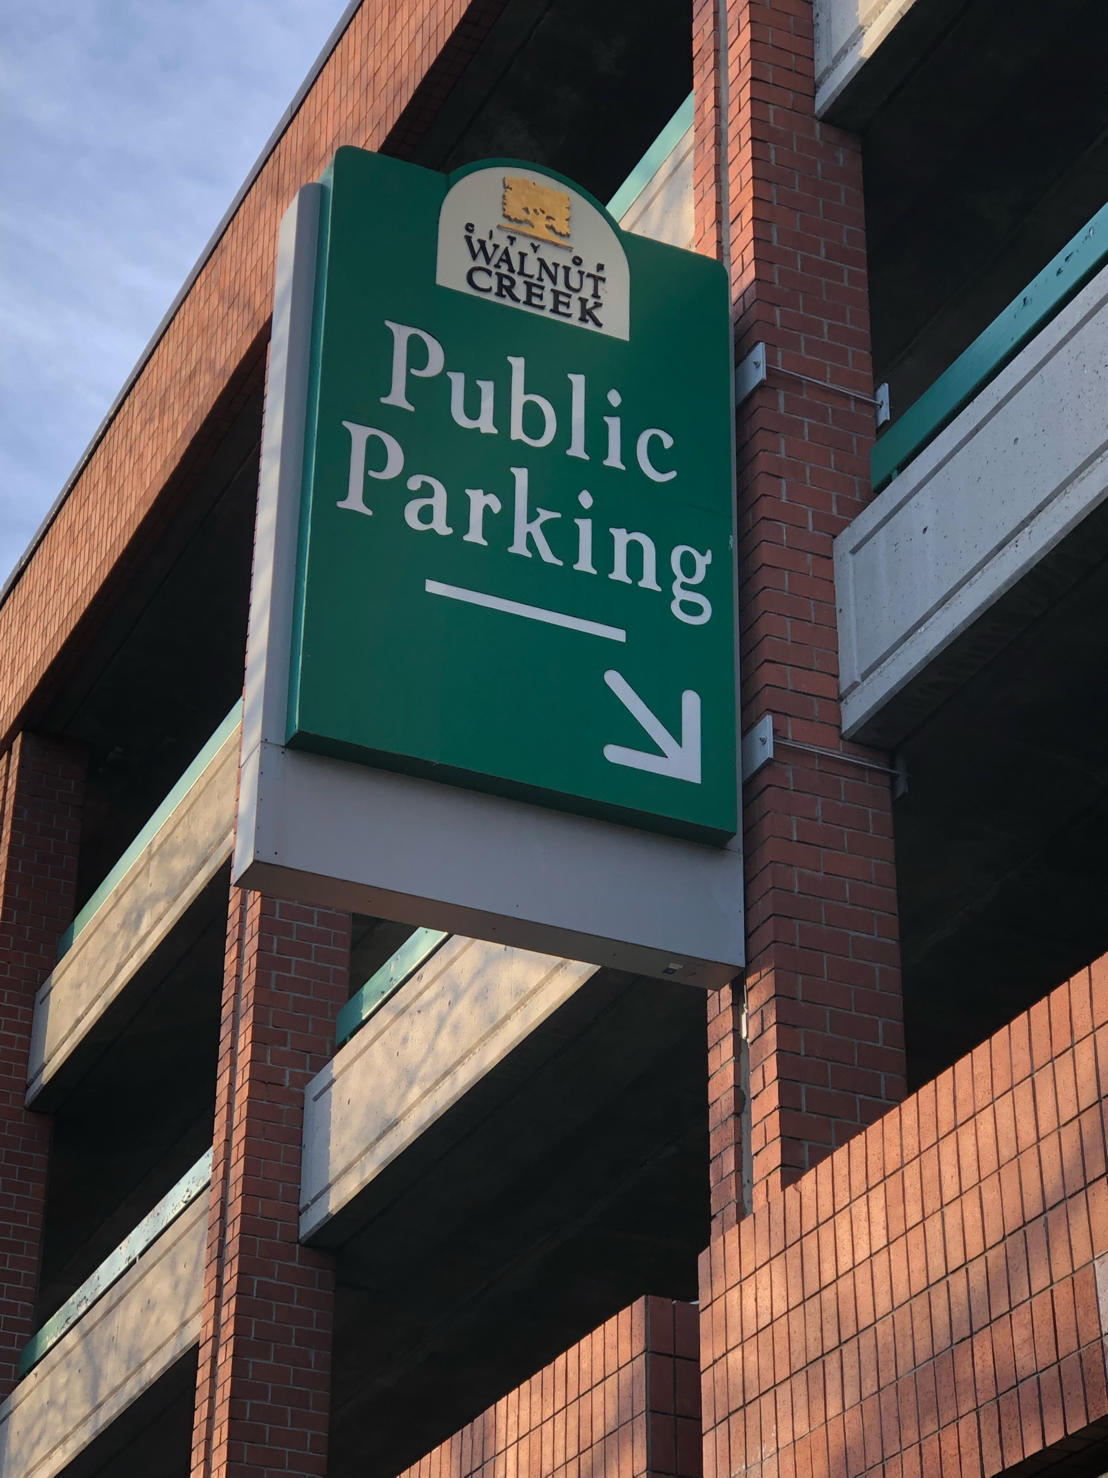 CITY OF
WALNUT
CREEK
Public
Parking